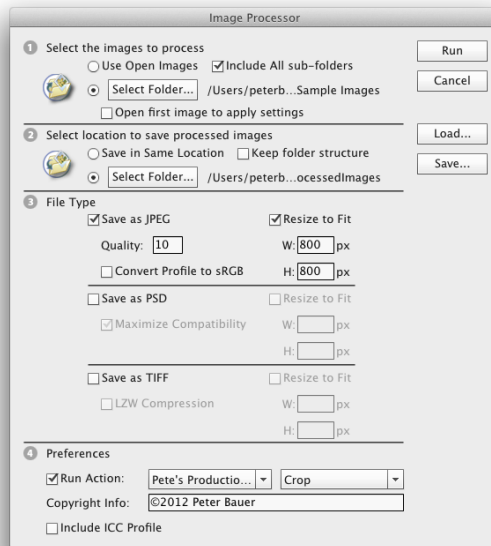 Image Processor
1 Select the images to process
Use Open Images Include All sub-folders
Select Folder... /Users/peterb...Sample Images
Open first image to apply settings
2 Select location to save processed images
Save in Same Location Keep folder structure
Select Folder... /Users/peterb...ocessedImages
3 File Type
Save as JPEG Resize to Fit
Quality: 10 W: 800 px
Convert Profile to sRGB H: 800 px
Save as PSD Resize to Fit
Maximize Compatibility W: px
H: px
Save as TIFF Resize to Fit
LZW Compression W: px
H: px
4 Preferences
Run Action: Pete's Productio... Crop
Copyright Info: ©2012 Peter Bauer
Include ICC Profile
Run
Cancel
Load...
Save...